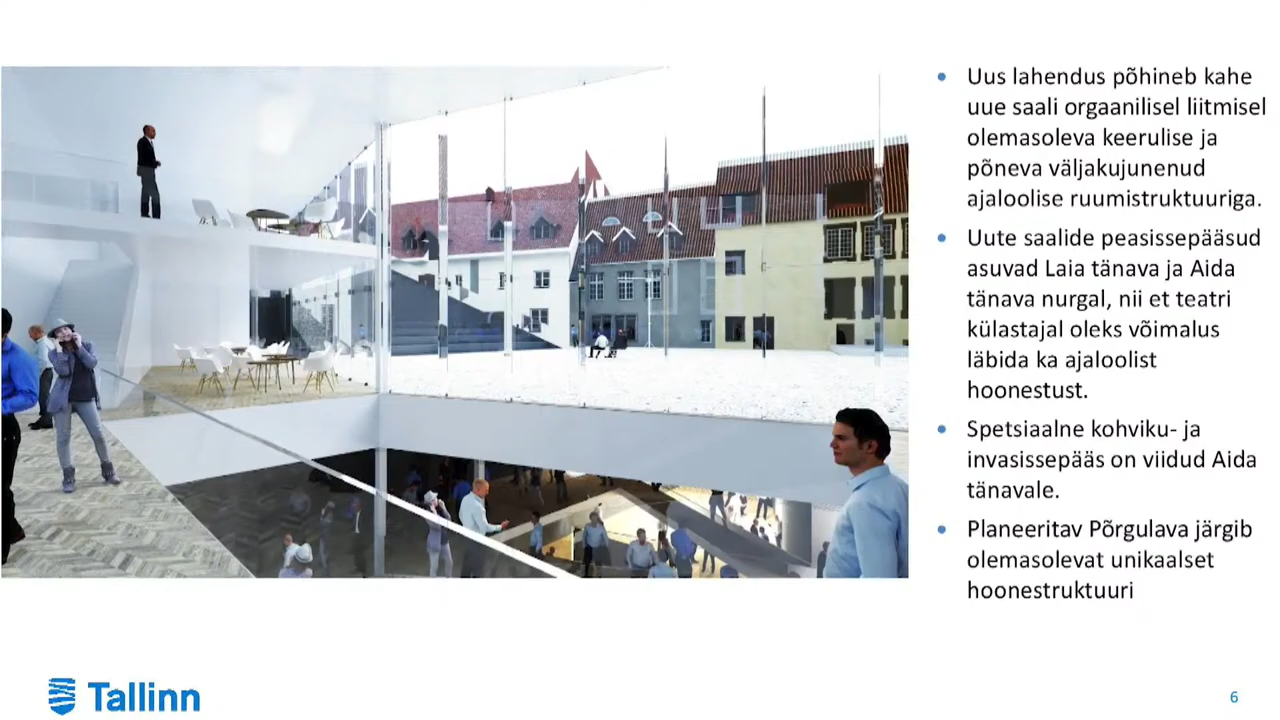 Uus lahendus põhineb kahe
uue saali orgaanilisel liitmisel
olemasoleva keerulise ja
põneva väljakujunenud
ajaloolise ruumistruktuuriga.
Uute saalide peasissepääsud
asuvad Laia tänava ja Aida
tänava nurgal, nii et teatri
külastajal oleks võimalus
läbida ka ajaloolist
hoonestust.
Spetsiaalne kohviku- ja
invasissepääs on viidud Aida
tänavale.
Planeeritav Põrgulava järgib
olemasolevat unikaalset
hoonestruktuuri
Tallinn
6